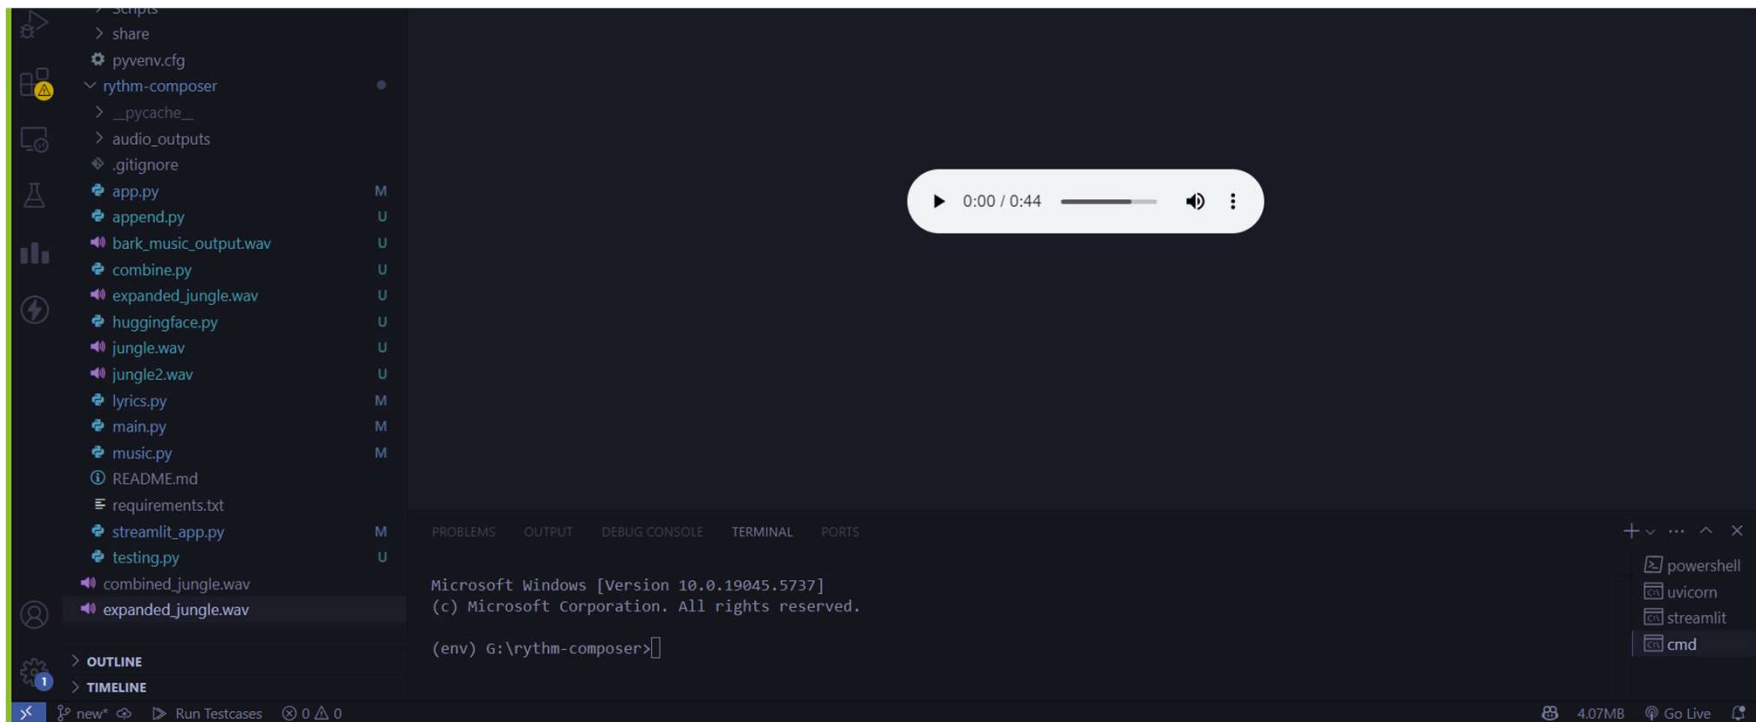 Scripts
share
pyvenv.cfg
rythm-composer
__pycache__
audio_outputs
.gitignore
app.py M
append.py U
bark_music_output.wav U
combine.py U
expanded_jungle.wav U
huggingface.py U
jungle.wav U
jungle2.wav U
lyrics.py M
main.py M
music.py M
README.md
requirements.txt
streamlit_app.py M
testing.py U
combined_jungle.wav
expanded_jungle.wav
OUTLINE
TIMELINE
0:00 / 0:44
PROBLEMS OUTPUT DEBUG CONSOLE TERMINAL PORTS
Microsoft Windows [Version 10.0.19045.5737]
(c) Microsoft Corporation. All rights reserved.
(env) G:\rythm-composer>
powershell
uvicorn
streamlit
cmd
1
new* Run Testcases 0 0 4.07MB Go Live